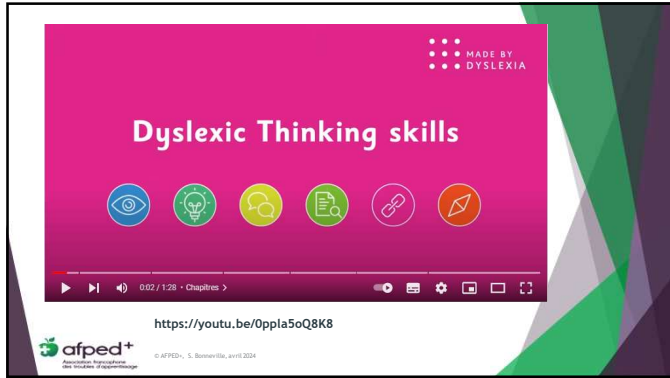 MADE BY
DYSLEXIA
Dyslexic Thinking skills
0:02 / 1:28 • Chapitres >
https://youtu.be/0ppla5oQ8K8
afped+
Association francophone
des troubles d'apprentissage
© AFPED+, S. Bonneville, avril 2024